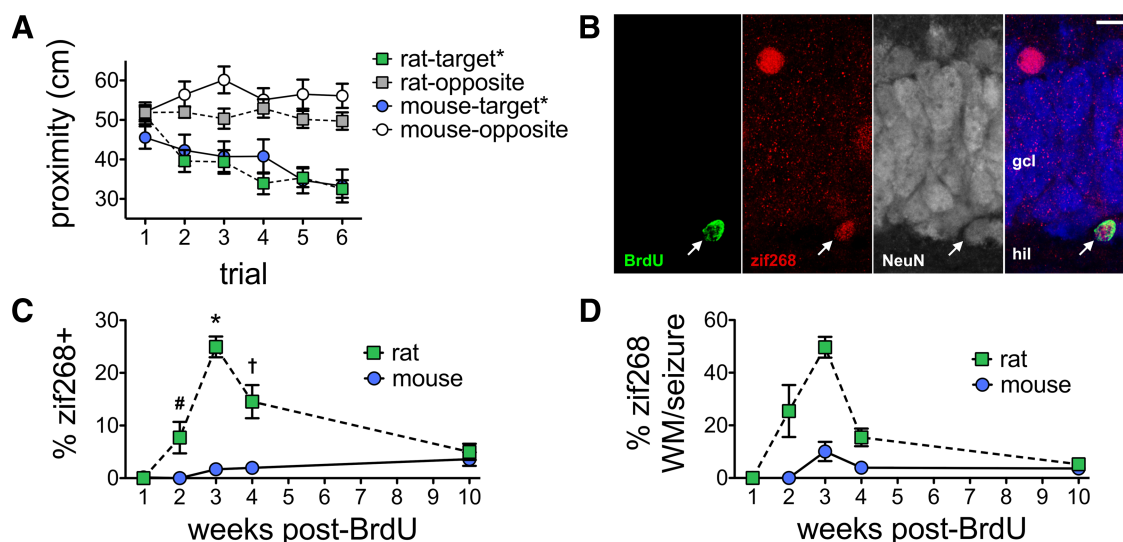 A
proximity (cm)
60
50
40
30
1 2 3 4 5 6
trial
rat-target*
rat-opposite
mouse-target*
mouse-opposite
B
BrdU
zif268
NeuN
gcl
hil
C
% zif268+
30
20
10
0
#
*
†
rat
mouse
1 2 3 4 5 6 7 8 9 10
weeks post-BrdU
D
% zif268
WM/seizure
60
40
20
0
rat
mouse
1 2 3 4 5 6 7 8 9 10
weeks post-BrdU